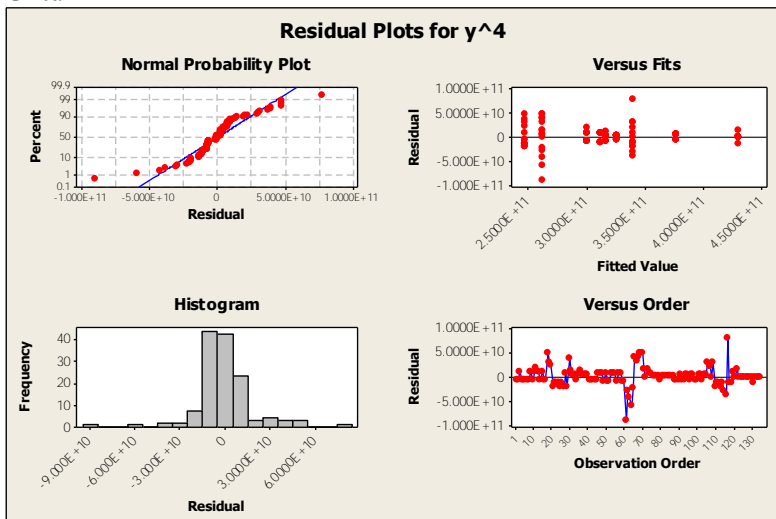 Residual Plots for y^4
Normal Probability Plot
99.9
99
90
50
10
1
0.1
Percent
-1.000E+11
-5.000E+10
0
5.0000E+10
1.0000E+11
Residual
Versus Fits
1.0000E +11
5.0000E +10
0
-5.000E +10
-1.000E +11
Residual
2.5000E +11
3.0000E +11
3.5000E +11
4.0000E +11
4.5000E +11
Fitted Value
Histogram
40
30
20
10
0
Frequency
-9.000E +10
-6.000E +10
-3.000E +10
0
3.0000E +10
6.0000E +10
Residual
Versus Order
1.0000E +11
5.0000E +10
0
-5.000E +10
-1.000E +11
Residual
1 10 20 30 40 50 60 70 80 90 100 110 120 130
Observation Order